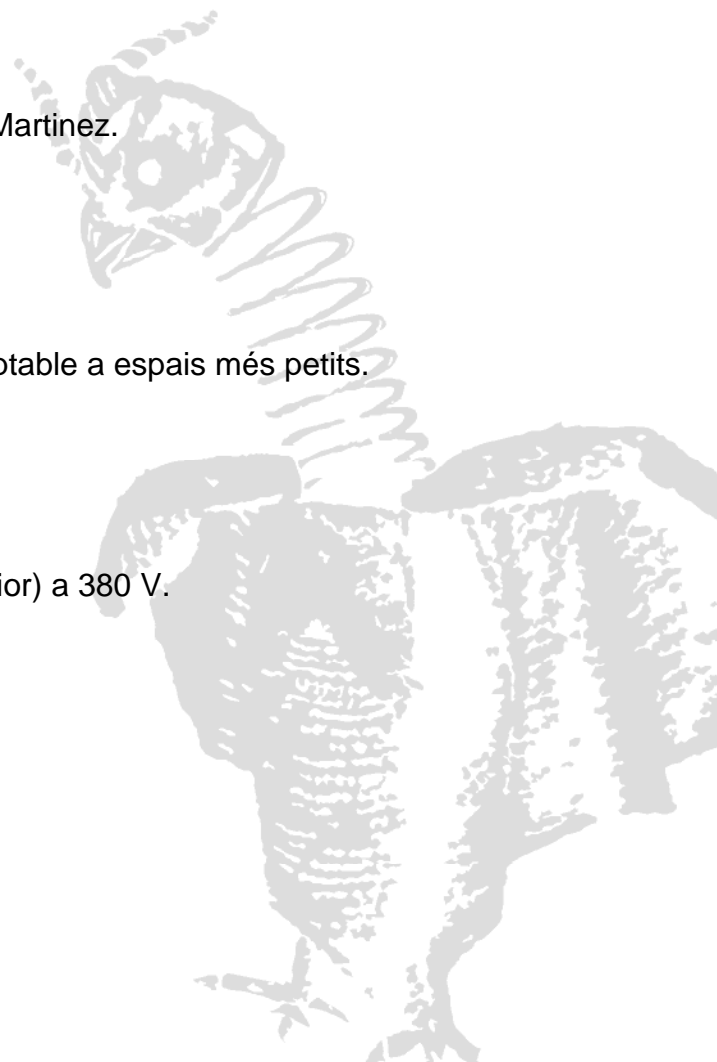 Martinez.
otable a espais més petits.
ior) a 380 V.